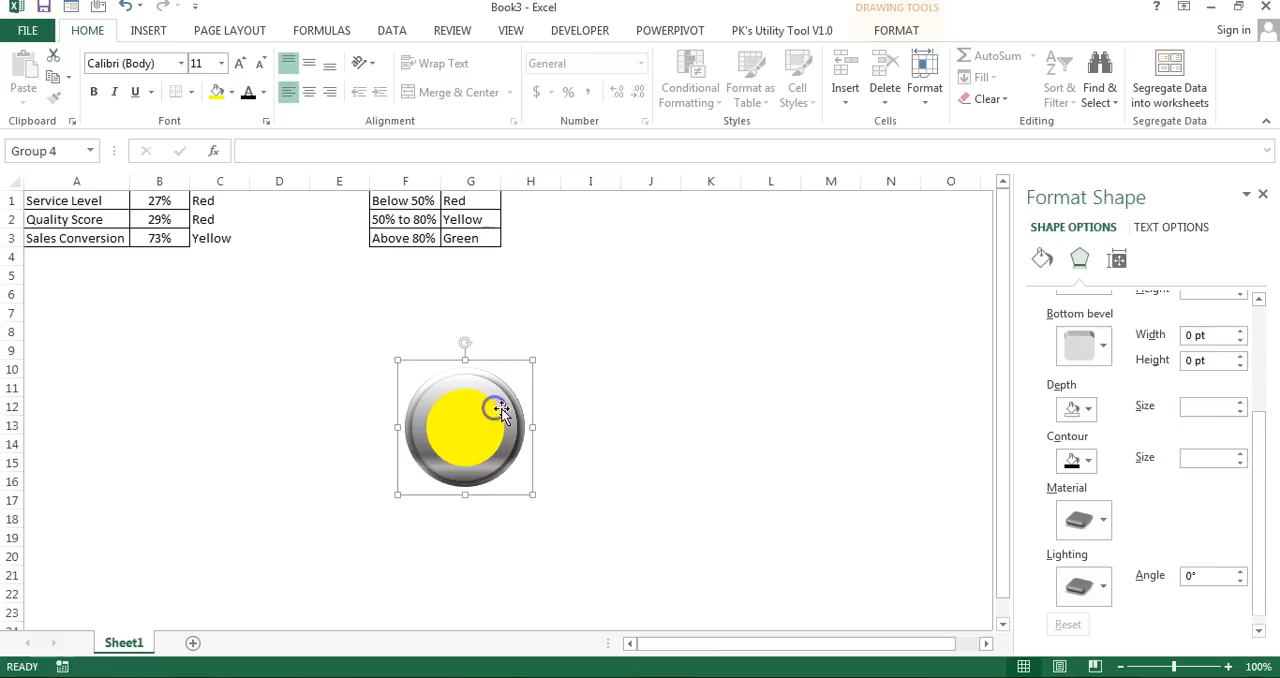 Book3 - Excel
DRAWING TOOLS
?
FILE
HOME
INSERT
PAGE LAYOUT
FORMULAS
DATA
REVIEW
VIEW
DEVELOPER
POWERPIVOT
PK's Utility Tool V1.0
FORMAT
Sign in
Paste
Calibri (Body)
11
Wrap Text
General
Conditional
Formatting
Format as
Table
Cell
Styles
Insert
Delete
Format
AutoSum
Fill
Clear
Sort &
Filter
Find &
Select
Segregate Data
into worksheets
B I U A
Merge & Center
$ % ,
Clipboard
Font
Alignment
Number
Styles
Cells
Editing
Segregate Data
Group 4
fx
A B C D E F G H I J K L M N O
1 Service Level 27% Red Below 50% Red
2 Quality Score 29% Red 50% to 80% Yellow
3 Sales Conversion 73% Yellow Above 80% Green
4
5
6
7
8
9
10
11
12
13
14
15
16
17
18
19
20
21
22
23
Format Shape
SHAPE OPTIONS
TEXT OPTIONS
Height
Bottom bevel
Width 0 pt
Height 0 pt
Depth
Size
Contour
Size
Material
Lighting
Angle 0°
Reset
Sheet1
READY
100%